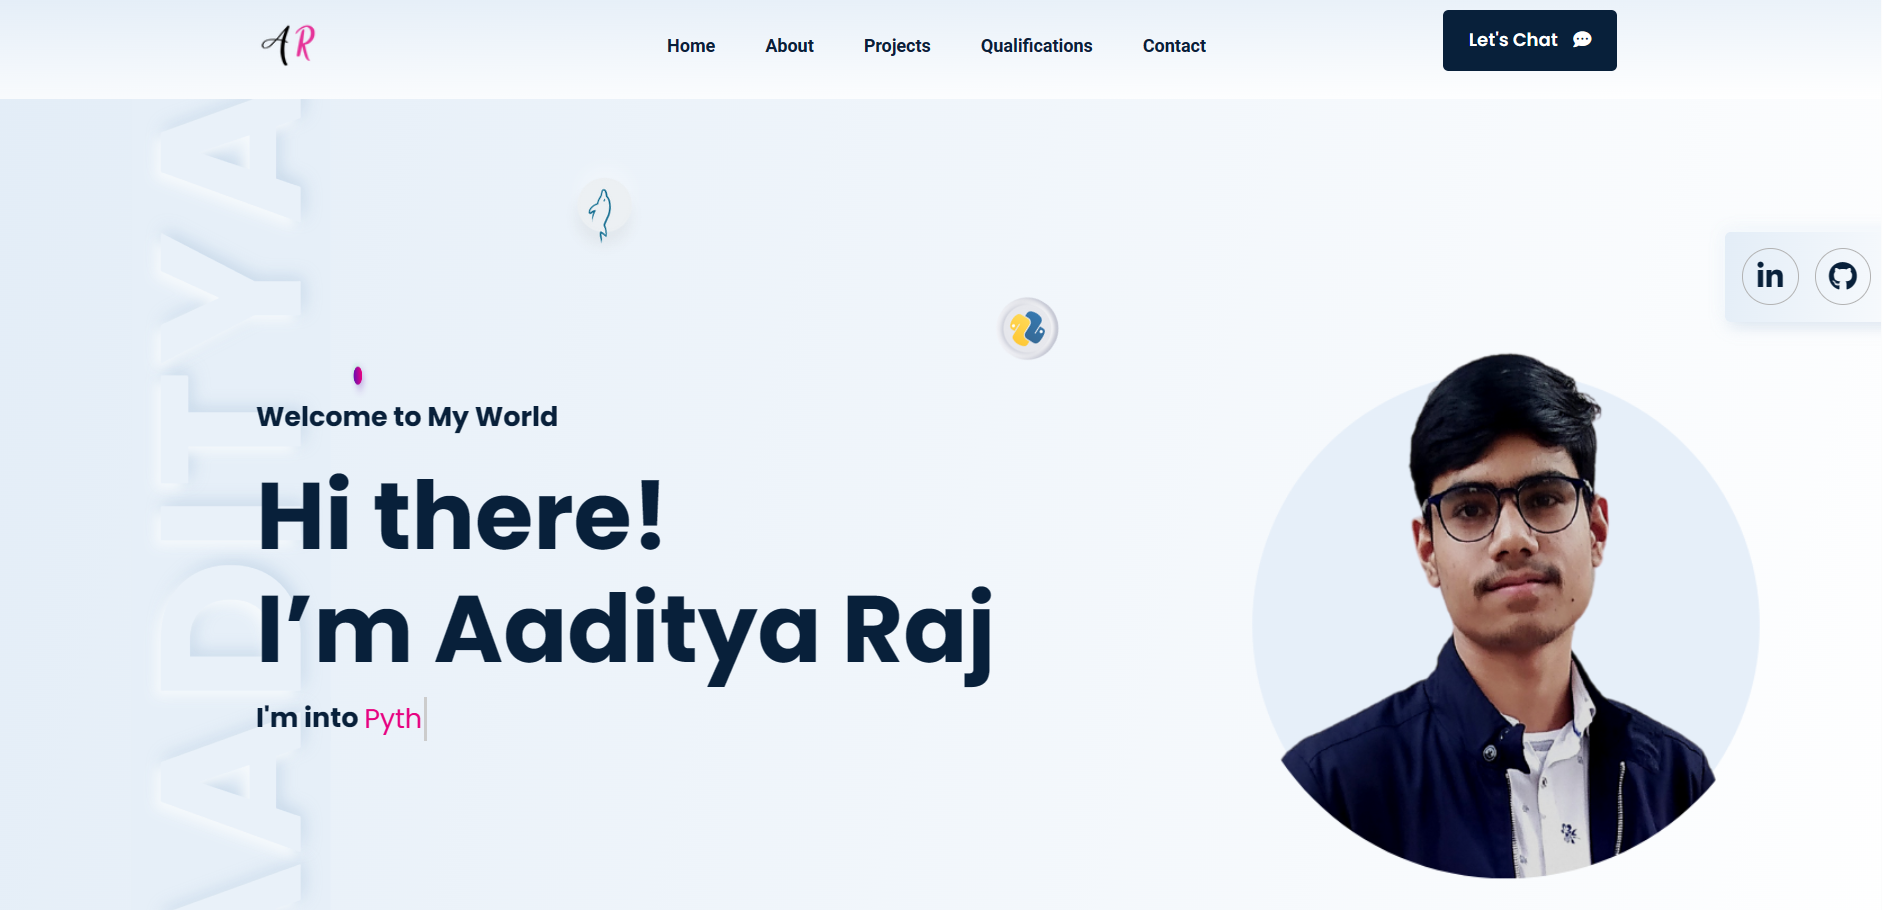 AR
Home
About
Projects
Qualifications
Contact
Let's Chat
AADITYA
in
Welcome to My World
Hi there!
I’m Aaditya Raj
I'm into Pyth